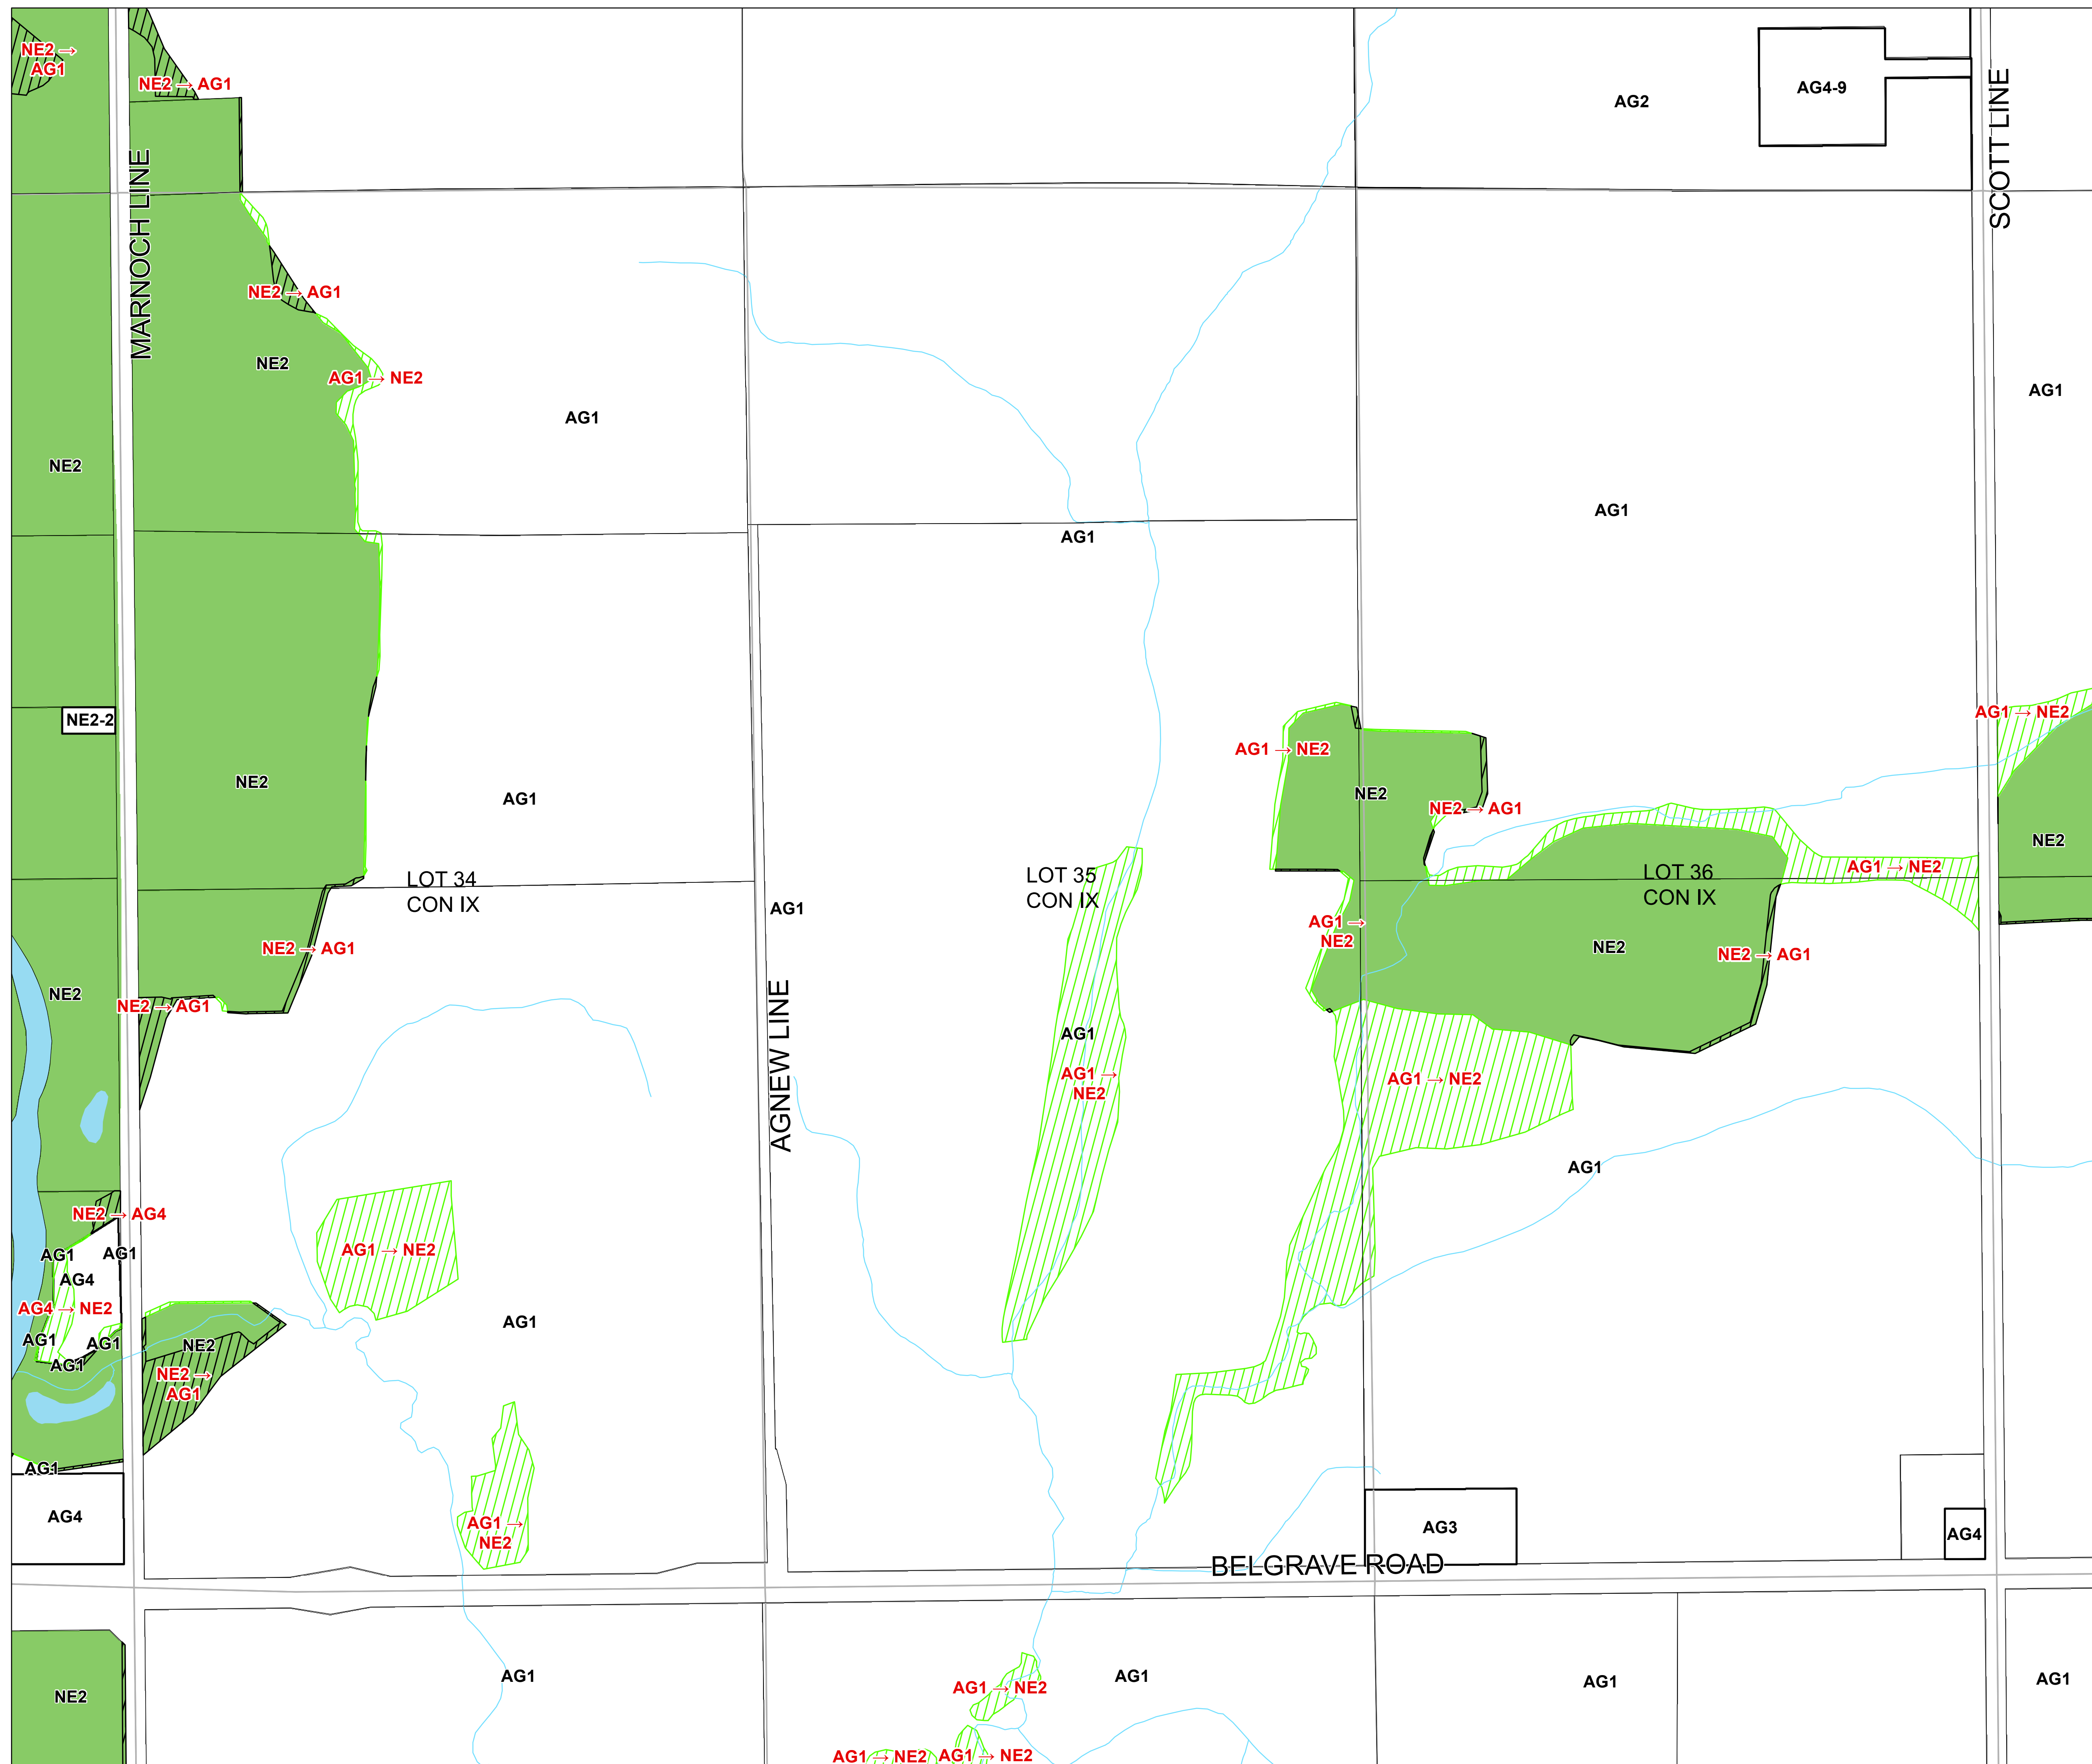 NE2 →
AG1
NE2 → AG1
AG2
AG4-9
SCOTT LINE
MARNOCH LINE
NE2 → AG1
NE2
AG1 → NE2
AG1
AG1
NE2
AG1
AG1
AG1 → NE2
NE2-2
AG1 → NE2
NE2
AG1
NE2
NE2 → AG1
NE2
LOT 34
CON IX
LOT 35
CON IX
LOT 36
CON IX
AG1 → NE2
AG1
AG1 →
NE2
NE2 → AG1
NE2
NE2 → AG1
NE2
NE2 → AG1
AGNEW LINE
AG1
AG1 →
NE2
AG1 → NE2
AG1
NE2 → AG4
AG1
AG1
AG4
AG1 → NE2
AG4 → NE2
AG1
AG1
AG1
AG1
NE2
NE2 →
AG1
AG1
AG4
AG1 →
NE2
AG3
AG4
BELGRAVE ROAD
NE2
AG1
AG1 → NE2
AG1
AG1
AG1
AG1 → NE2
AG1 → NE2